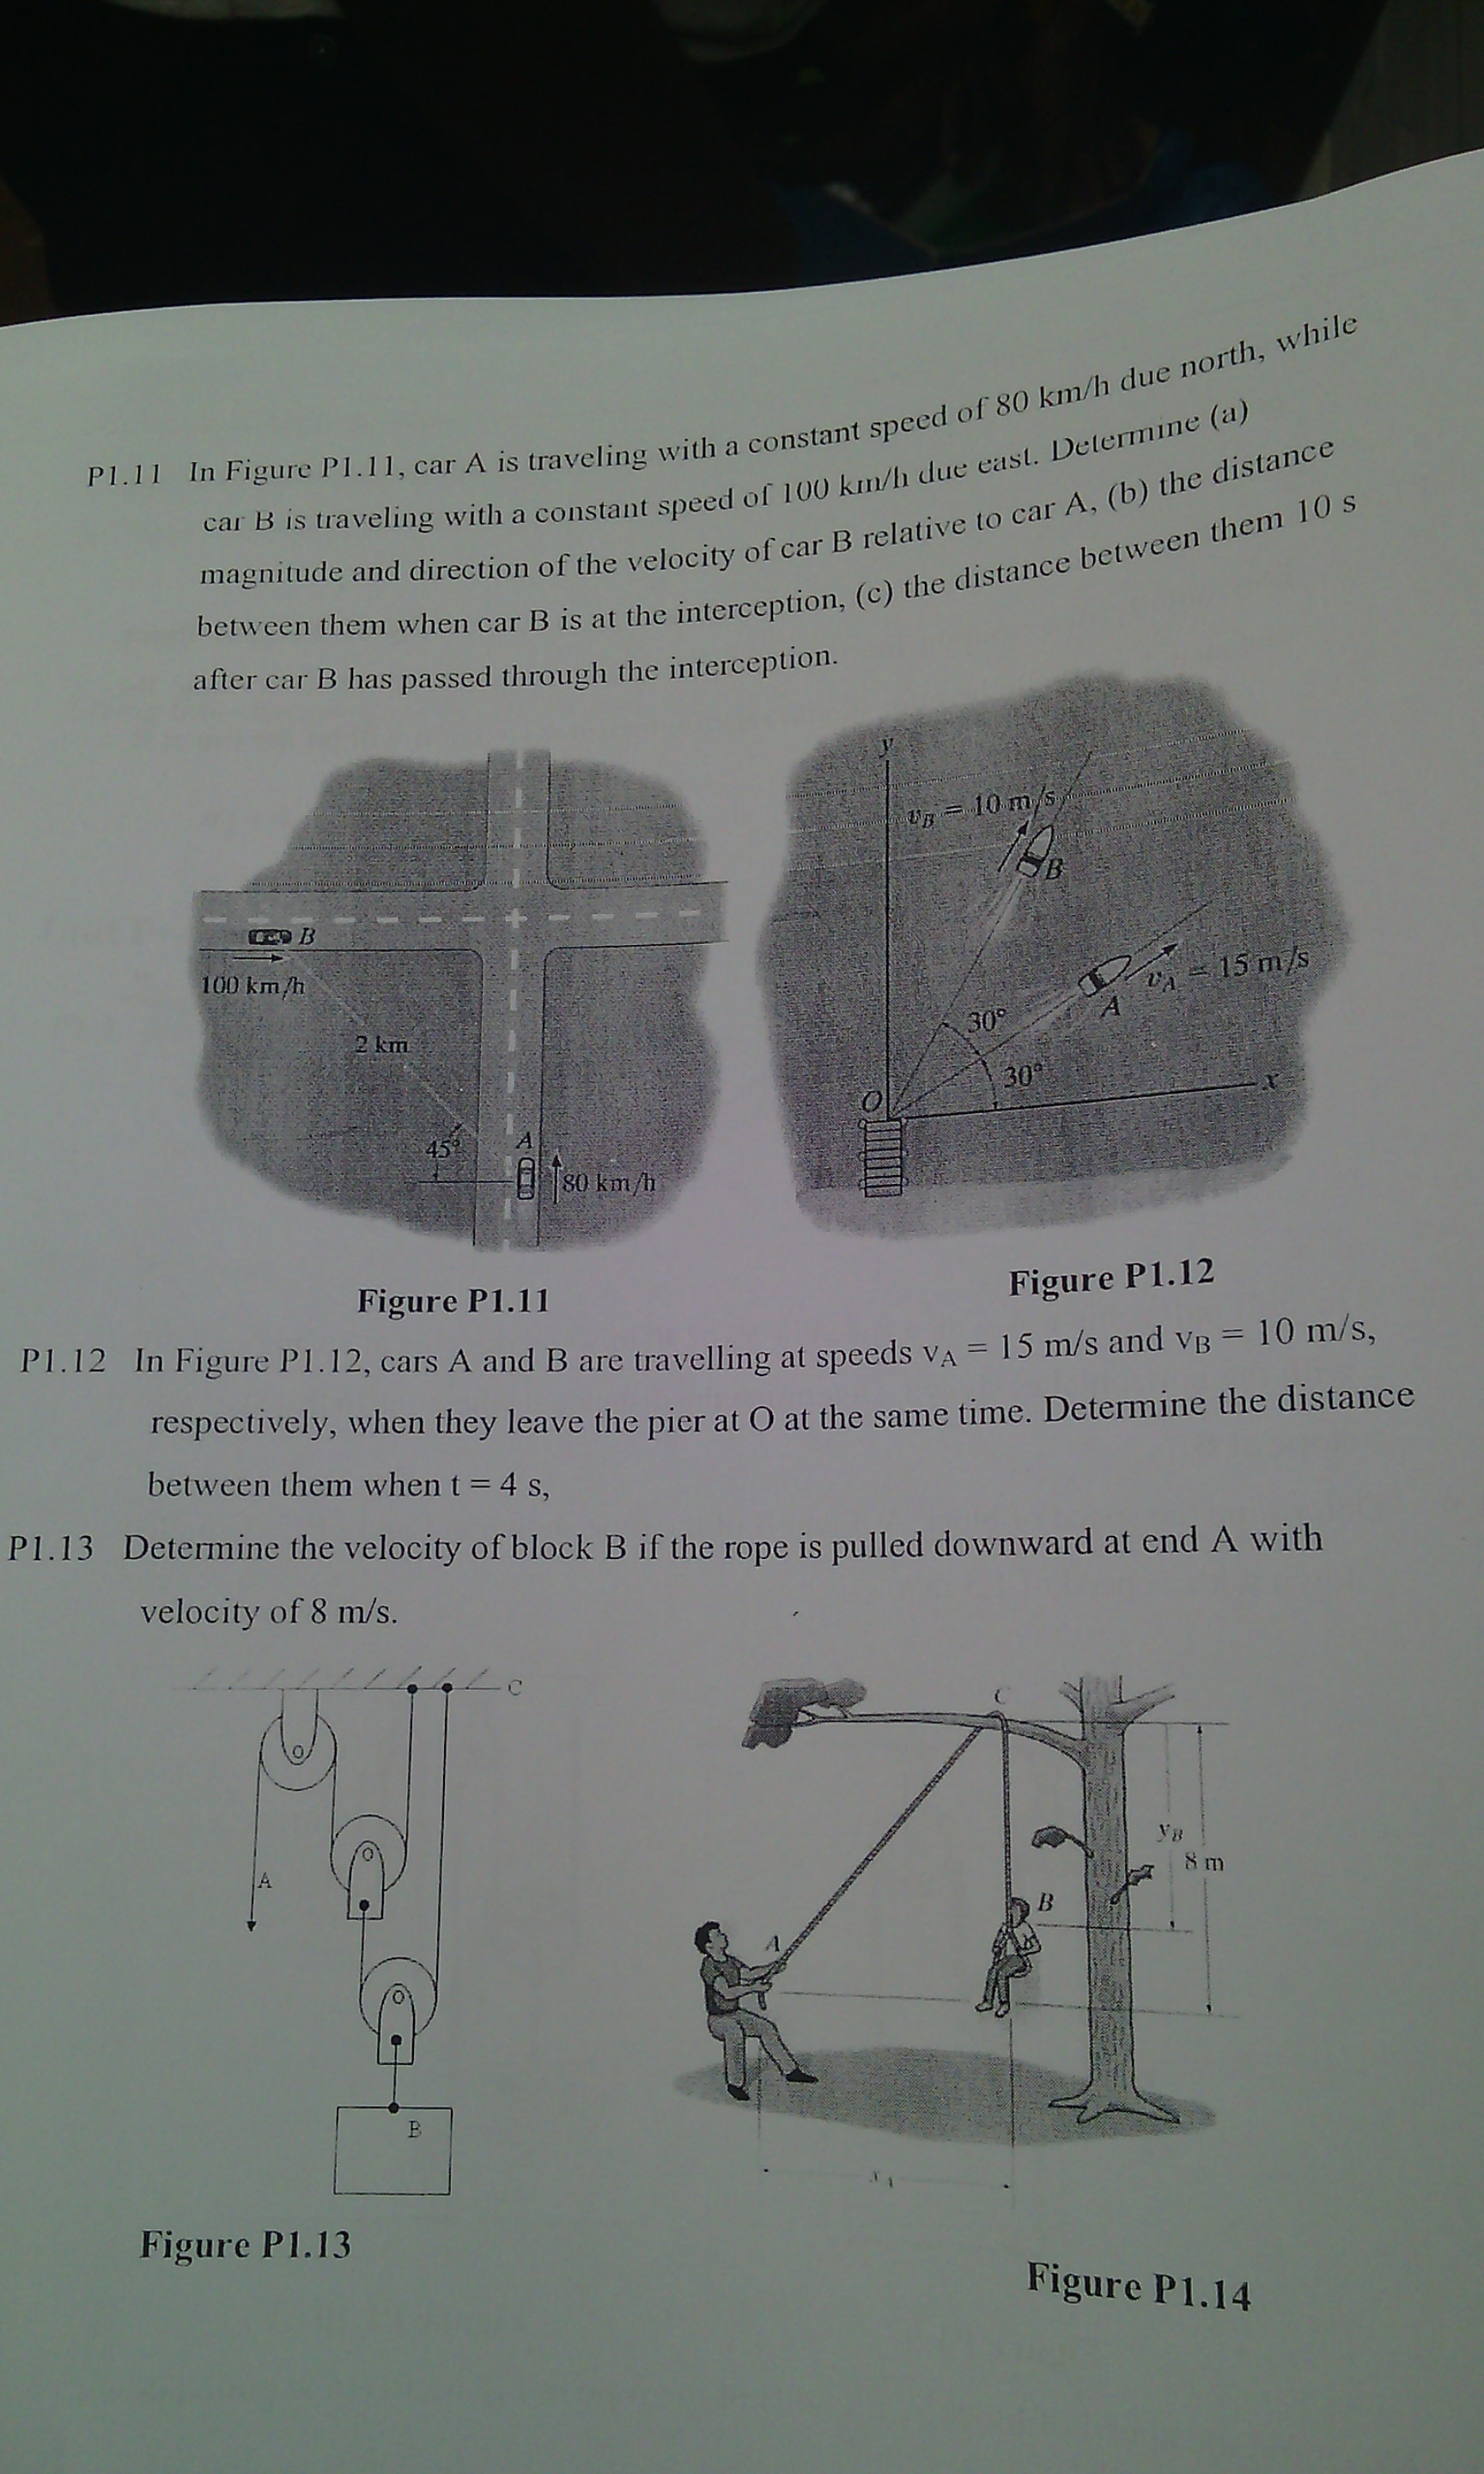 P1.11 In Figure P1.11, car A is traveling with a constant speed of 80 km/h due north, while
car B is traveling with a constant speed of 100 km/h due east. Determine (a)
magnitude and direction of the velocity of car B relative to car A, (b) the distance
between them when car B is at the interception, (c) the distance between them 10 s
after car B has passed through the interception.
B
100 km/h
2 km
45°
A
80 km/h
Figure P1.11
y
vB = 10 m/s
B
vA = 15 m/s
A
30°
30°
O
x
Figure P1.12
P1.12 In Figure P1.12, cars A and B are travelling at speeds vA = 15 m/s and vB = 10 m/s,
respectively, when they leave the pier at O at the same time. Determine the distance
between them when t = 4 s,
P1.13 Determine the velocity of block B if the rope is pulled downward at end A with
velocity of 8 m/s.
C
A
B
Figure P1.13
C
yB
8 m
B
A
Figure P1.14